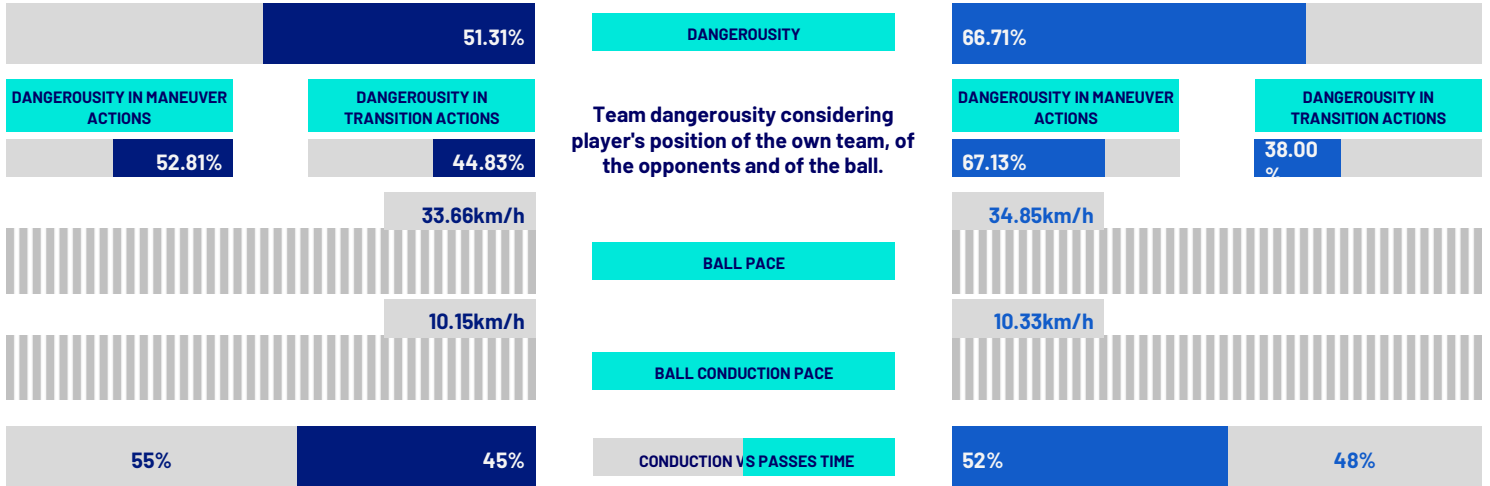 51.31%
DANGEROUSITY
66.71%
DANGEROUSITY IN MANEUVER
ACTIONS
DANGEROUSITY IN
TRANSITION ACTIONS
52.81%
44.83%
Team dangerousity considering
player's position of the own team, of
the opponents and of the ball.
DANGEROUSITY IN MANEUVER
ACTIONS
DANGEROUSITY IN
TRANSITION ACTIONS
67.13%
38.00
%
33.66km/h
BALL PACE
34.85km/h
10.15km/h
BALL CONDUCTION PACE
10.33km/h
55%
45%
CONDUCTION VS PASSES TIME
52%
48%